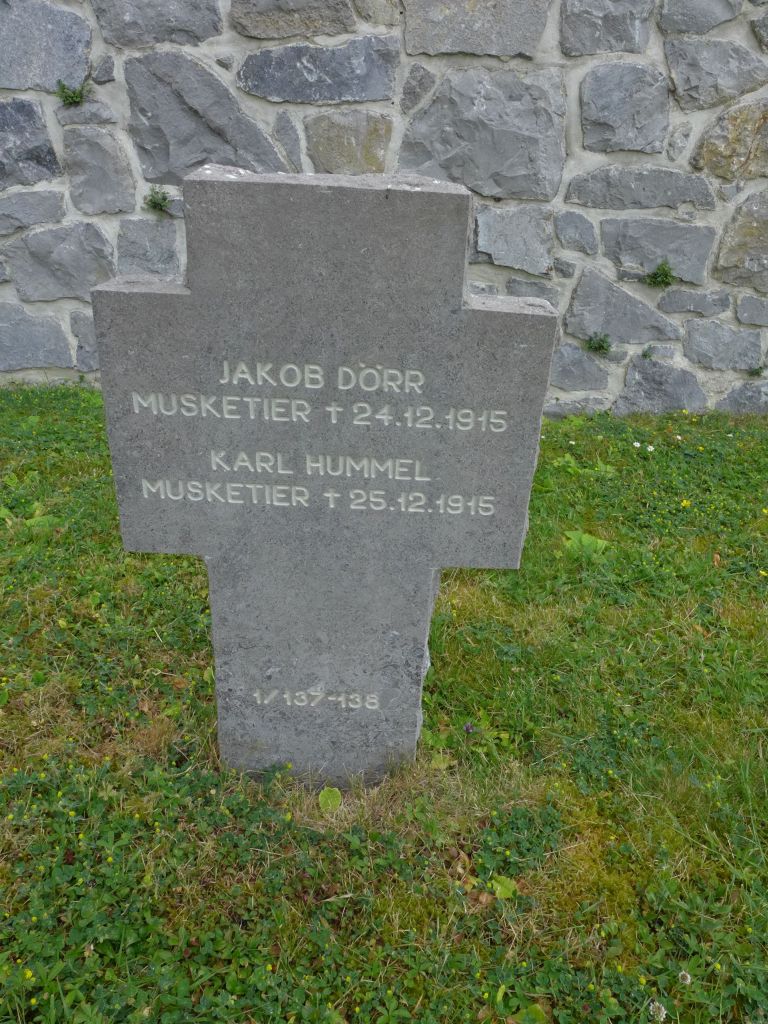 JAKOB DÖRR
MUSKETIER † 24.12.1915
KARL HUMMEL
MUSKETIER † 25.12.1915
1/137-138